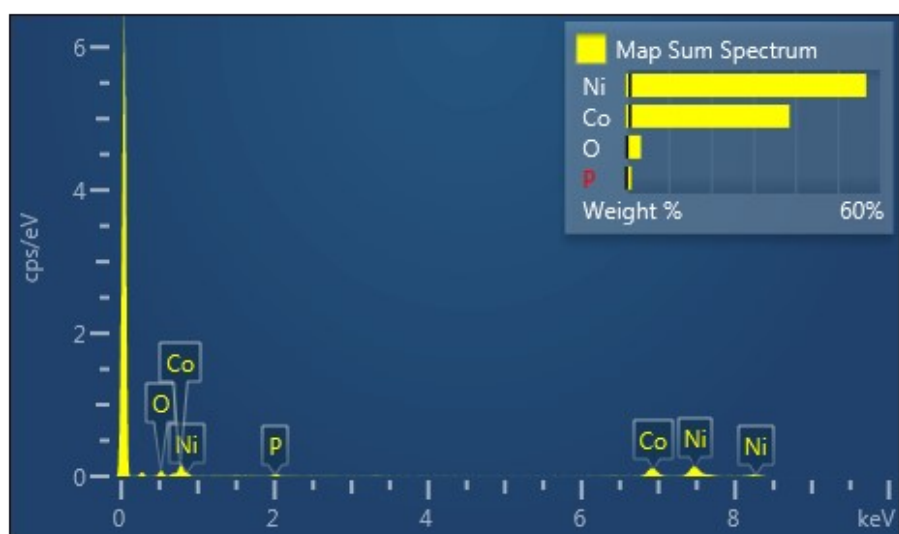 6
Map Sum Spectrum
Ni
Co
O
P
Weight % 60%
4
cps/eV
2
Co
O
Ni
P
Co
Ni
Ni
0
0 2 4 6 8 keV